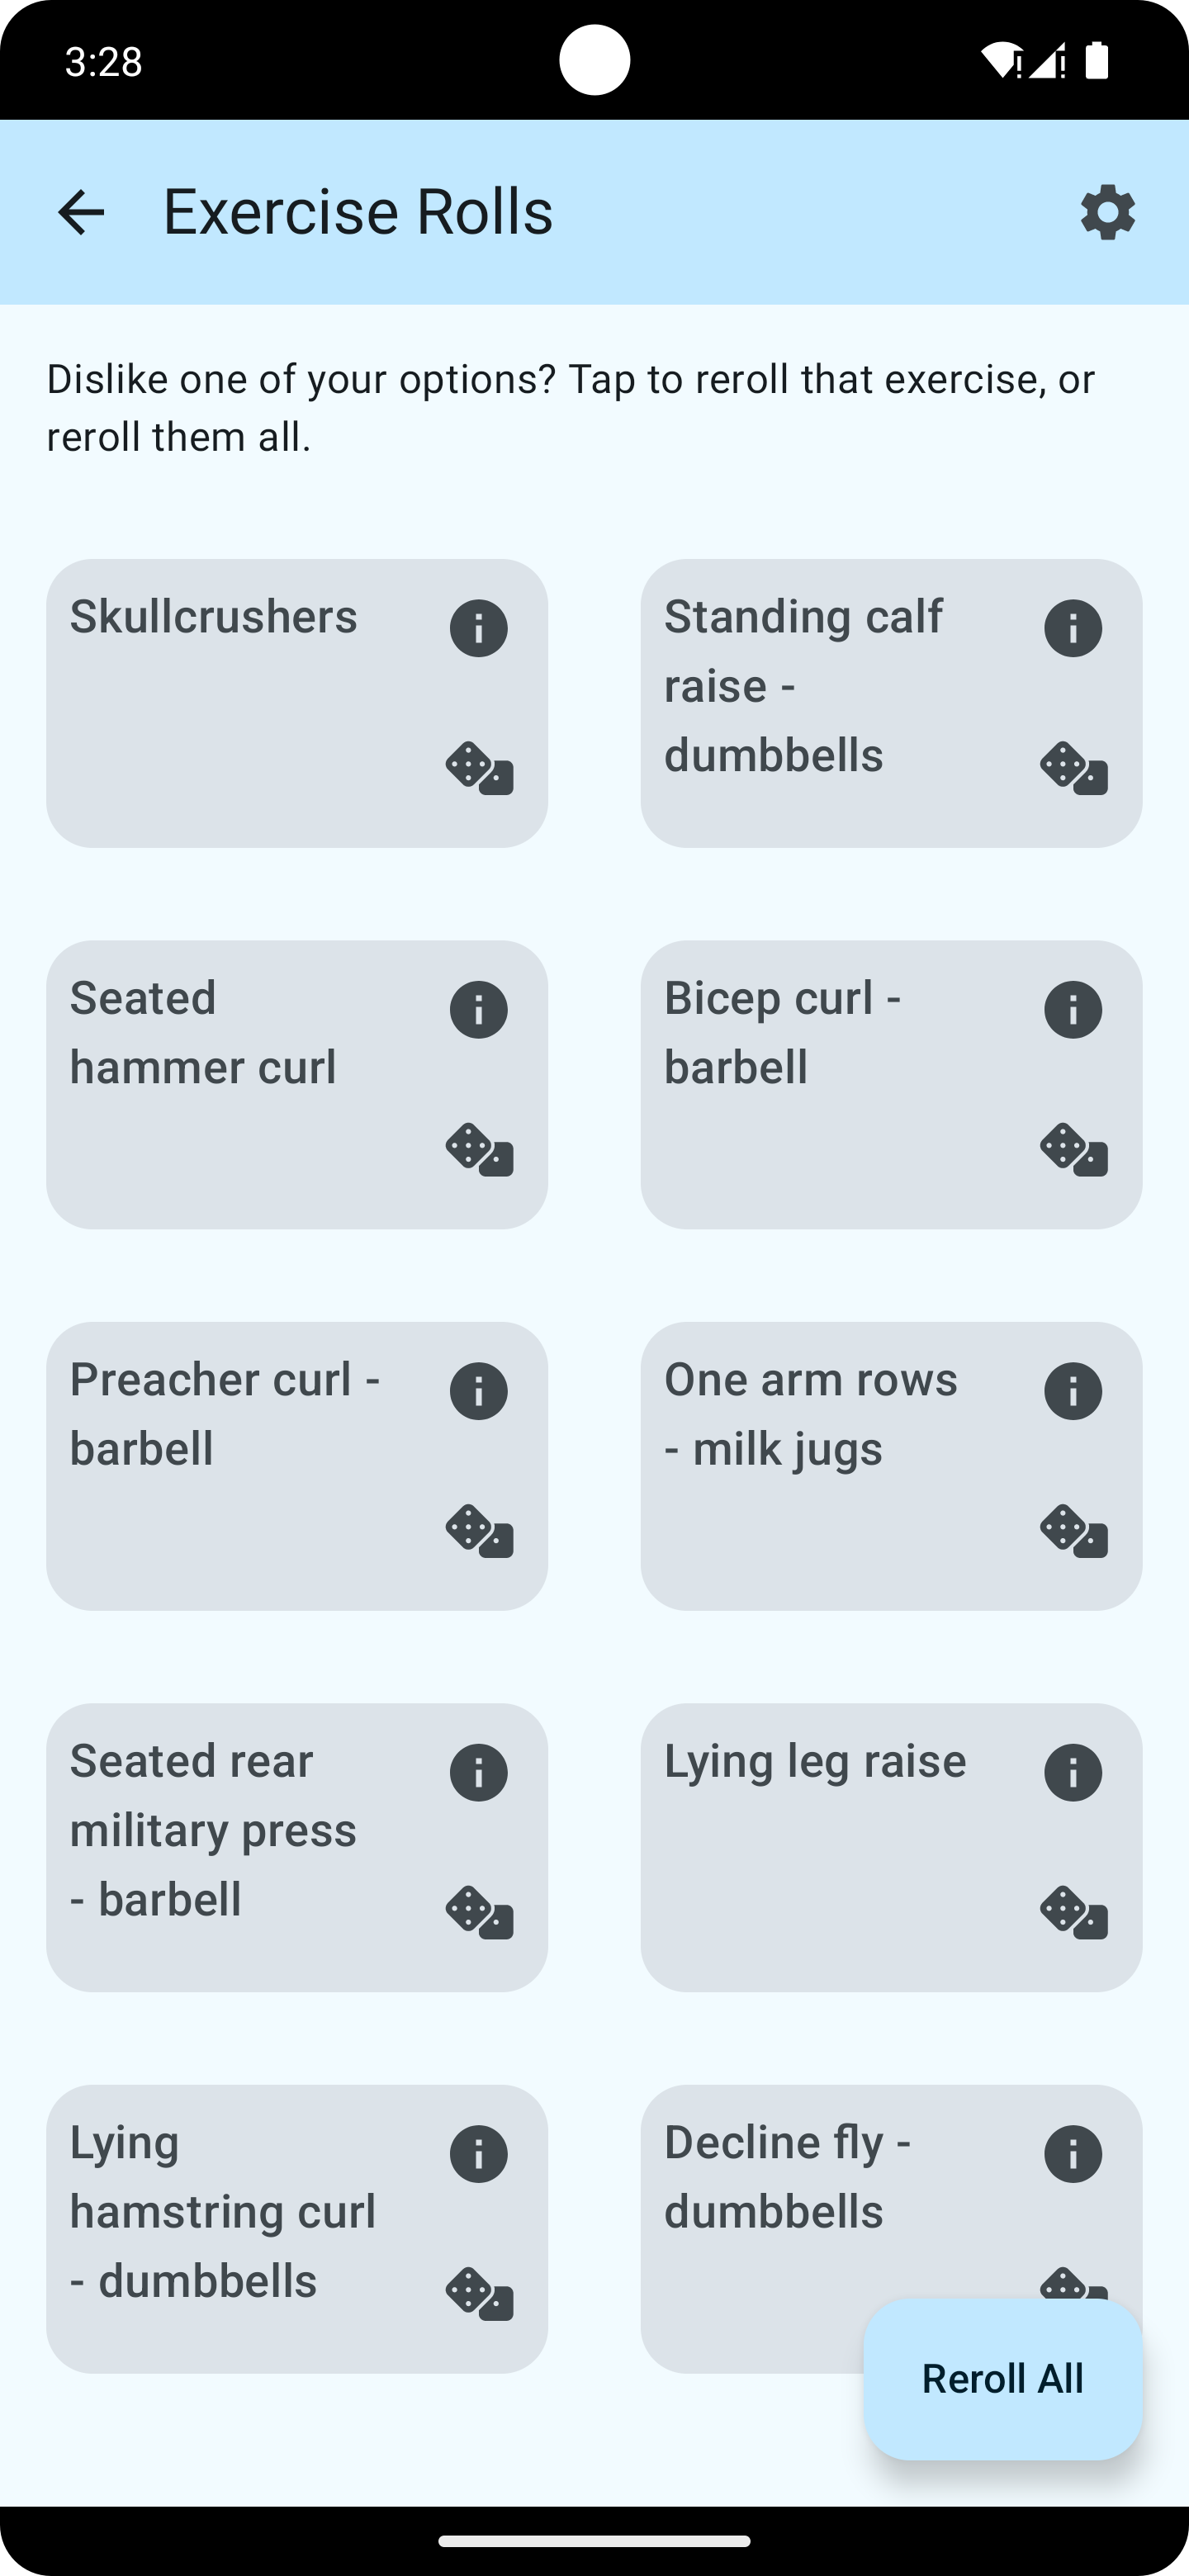 3:28
Exercise Rolls
Dislike one of your options? Tap to reroll that exercise, or
reroll them all.
Skullcrushers
Standing calf
raise -
dumbbells
Seated
hammer curl
Bicep curl -
barbell
Preacher curl -
barbell
One arm rows
- milk jugs
Seated rear
military press
- barbell
Lying leg raise
Lying
hamstring curl
- dumbbells
Decline fly -
dumbbells
Reroll All